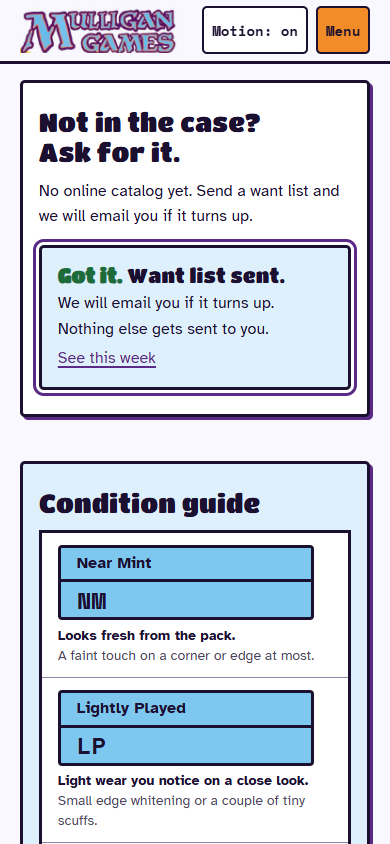 MULLIGAN
GAMES
Motion: on
Menu
Not in the case?
Ask for it.
No online catalog yet. Send a want list and
we will email you if it turns up.
Got it. Want list sent.
We will email you if it turns up.
Nothing else gets sent to you.
See this week
Condition guide
Near Mint
NM
Looks fresh from the pack.
A faint touch on a corner or edge at most.
Lightly Played
LP
Light wear you notice on a close look.
Small edge whitening or a couple of tiny
scuffs.